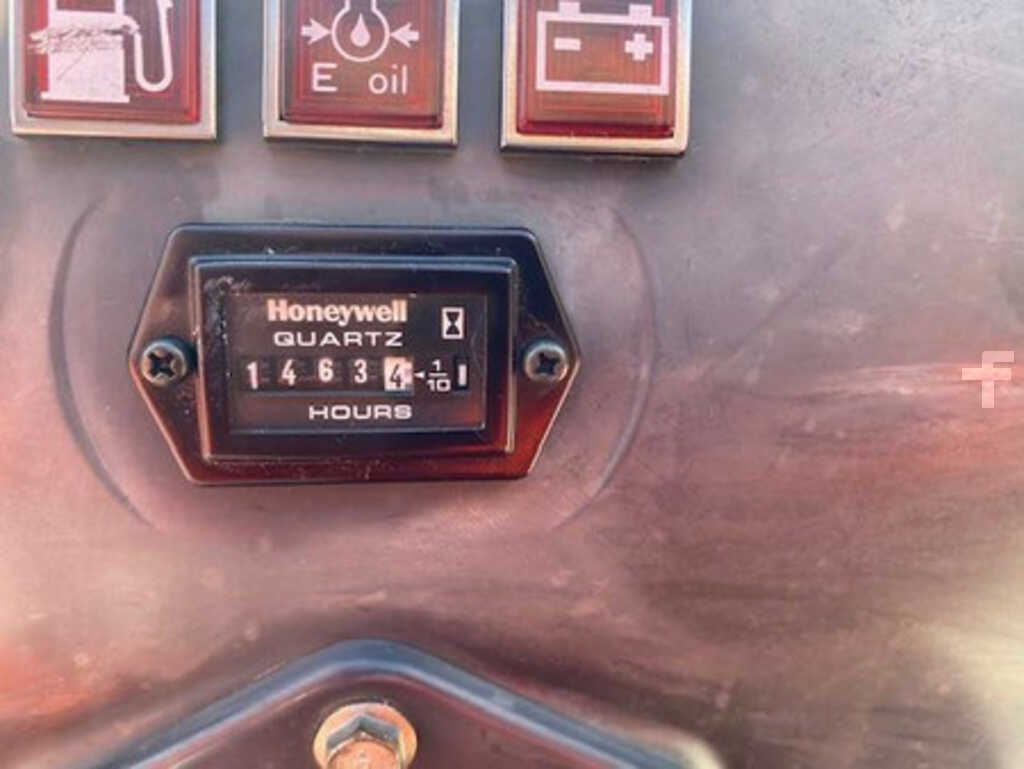 E oil
Honeywell
QUARTZ
1 4 6 3 4 1/10
HOURS
f